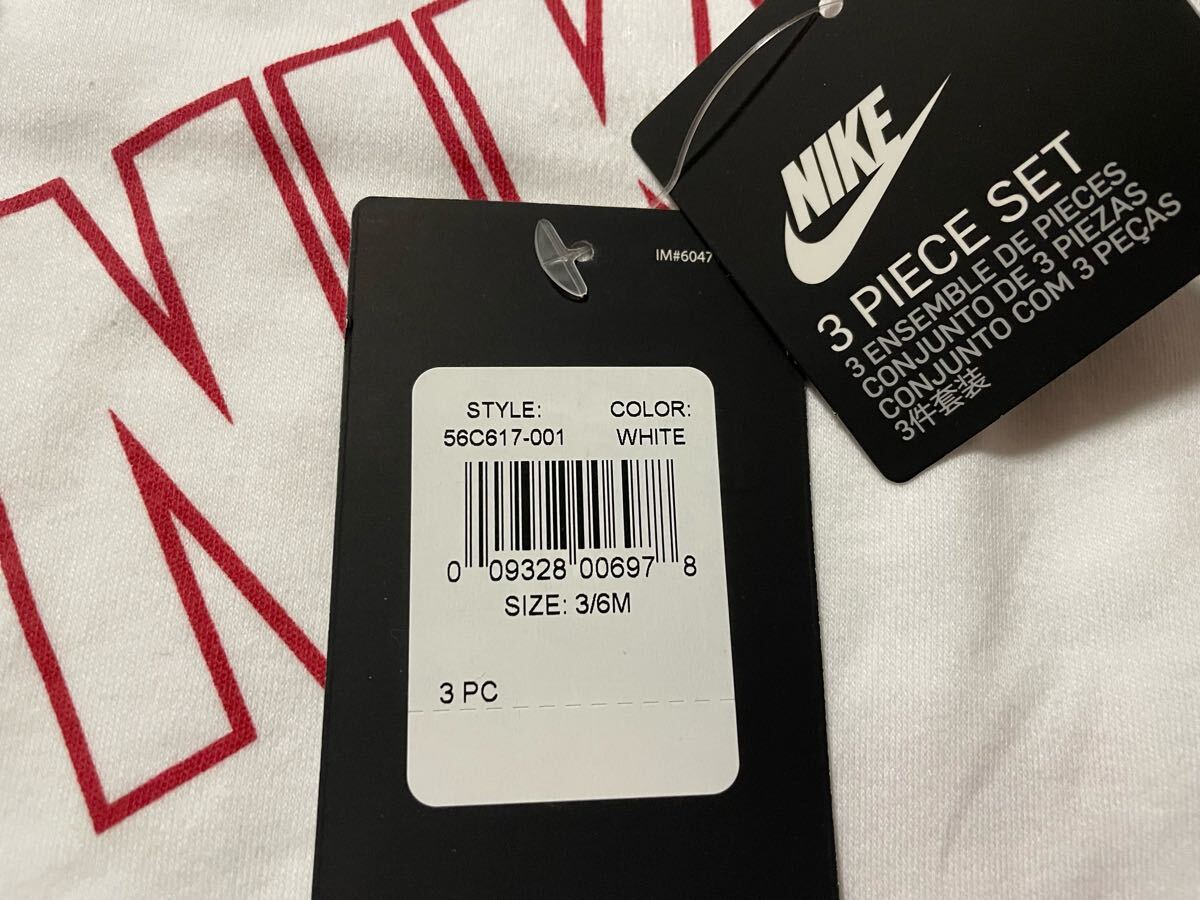 IM#6047
STYLE: COLOR:
56C617-001 WHITE
0 09328 00697 8
SIZE: 3/6M
3 PC
NIKE
3 PIECE SET
3 ENSEMBLE DE PIECES
CONJUNTO DE 3 PIEZAS
CONJUNTO COM 3 PEÇAS
3件套装